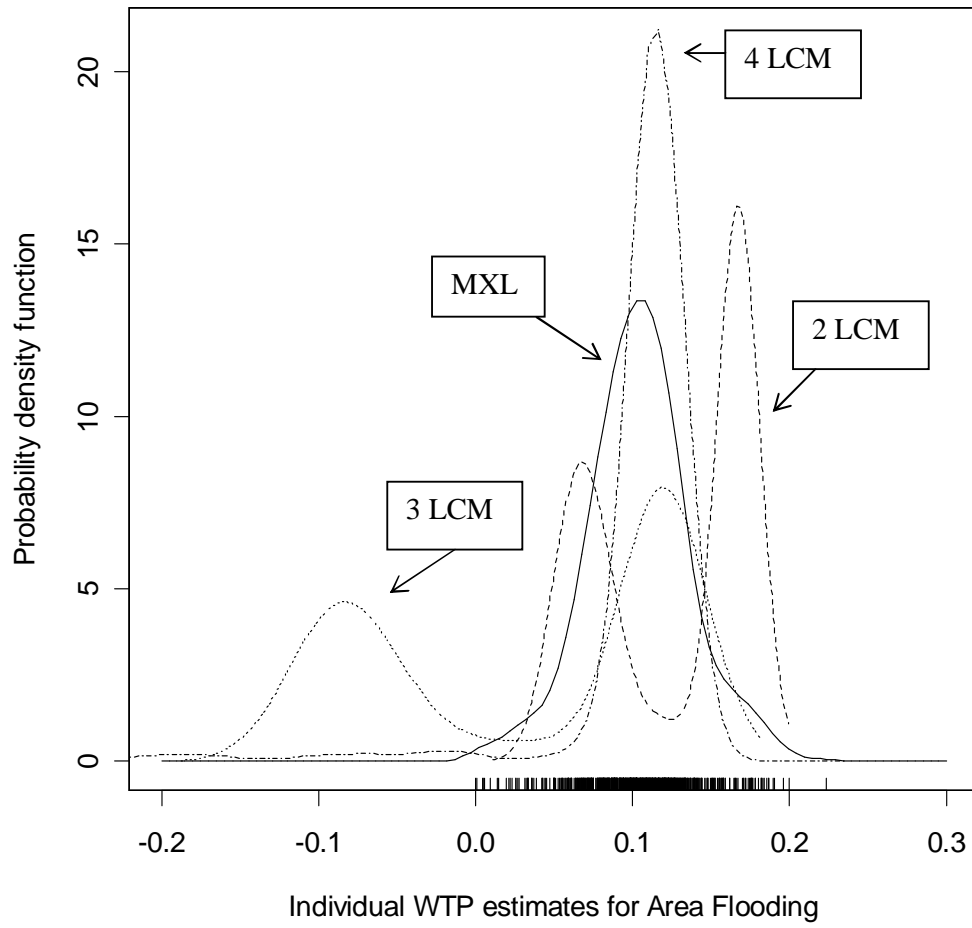 4 LCM
MXL
2 LCM
3 LCM
Probability density function
20
15
10
5
0
-0.2 -0.1 0.0 0.1 0.2 0.3
Individual WTP estimates for Area Flooding